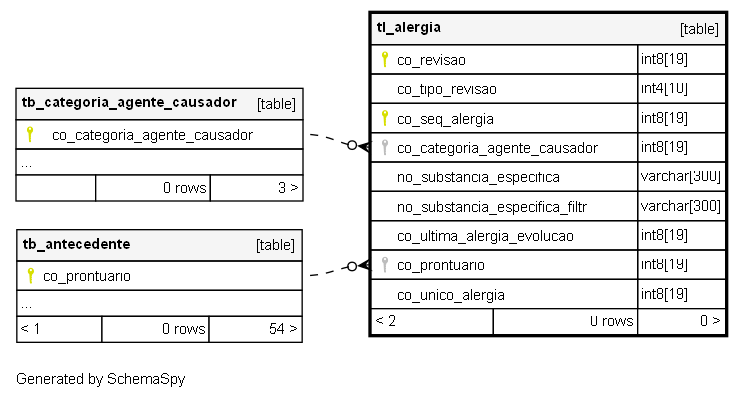 tb_categoria_agente_causador [table]
co_categoria_agente_causador
...
0 rows 3 >
tb_antecedente [table]
co_prontuario
...
< 1 0 rows 54 >
tl_alergia [table]
co_revisao int8[19]
co_tipo_revisao int4[10]
co_seq_alergia int8[19]
co_categoria_agente_causador int8[19]
no_substancia_especifica varchar[300]
no_substancia_especifica_filtr varchar[300]
co_ultima_alergia_evolucao int8[19]
co_prontuario int8[19]
co_unico_alergia int8[19]
< 2 0 rows 0 >
Generated by SchemaSpy